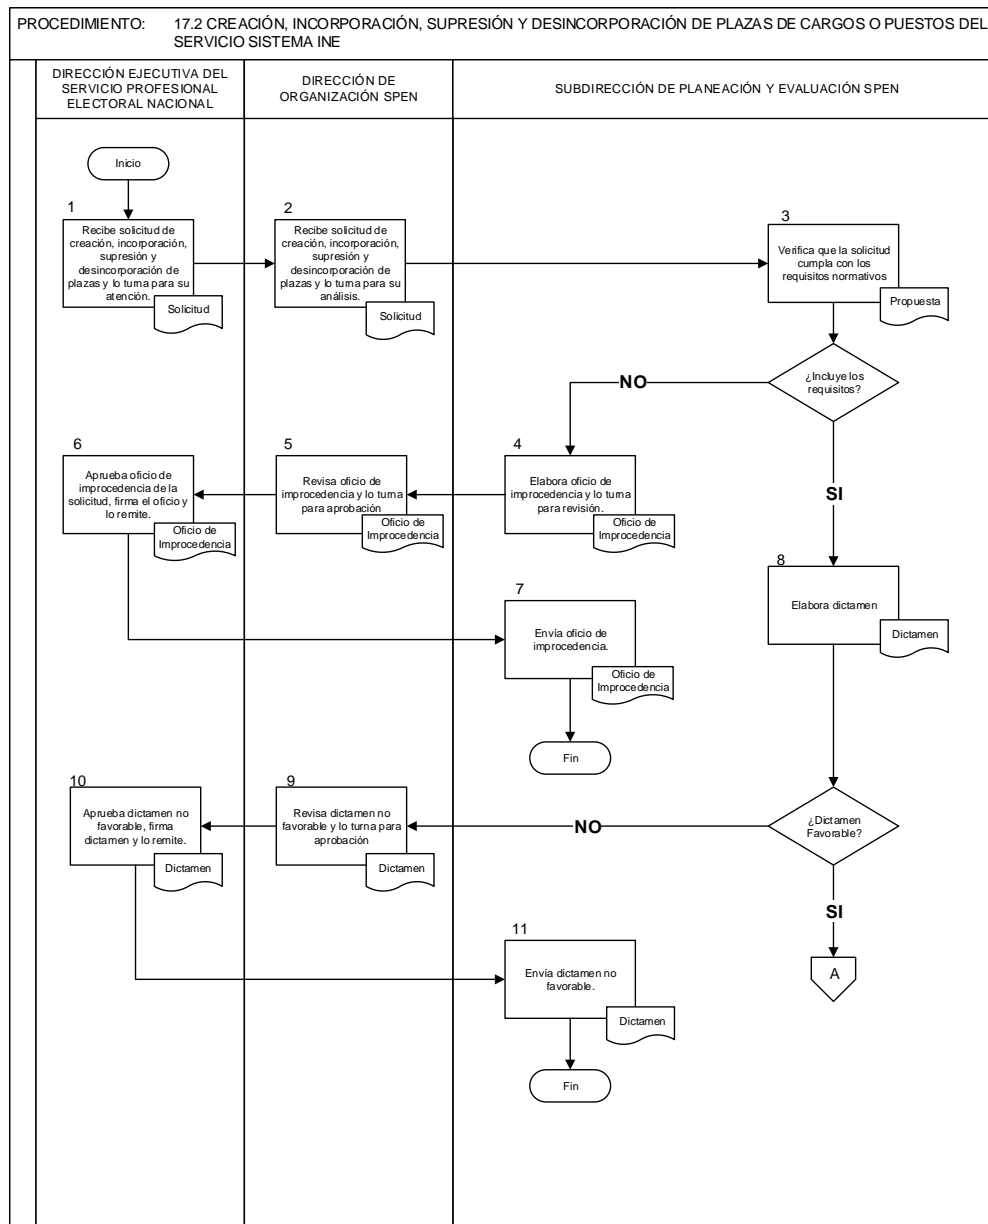 PROCEDIMIENTO: 17.2 CREACIÓN, INCORPORACIÓN, SUPRESIÓN Y DESINCORPORACIÓN DE PLAZAS DE CARGOS O PUESTOS DEL
SERVICIO SISTEMA INE
DIRECCIÓN EJECUTIVA DEL
SERVICIO PROFESIONAL
ELECTORAL NACIONAL
DIRECCIÓN DE
ORGANIZACIÓN SPEN
SUBDIRECCIÓN DE PLANEACIÓN Y EVALUACIÓN SPEN
Inicio
1
Recibe solicitud de
creación, incorporación,
supresión y
desincorporación de
plazas y lo turna para su
atención.
Solicitud
2
Recibe solicitud de
creación, incorporación,
supresión y
desincorporación de
plazas y lo turna para su
análisis.
Solicitud
3
Verifica que la solicitud
cumpla con los
requisitos normativos
Propuesta
¿Incluye los
requisitos?
NO
SI
6
Aprueba oficio de
improcedencia de la
solicitud, firma el oficio y
lo remite.
Oficio de
Improcedencia
5
Revisa oficio de
improcedencia y lo turna
para aprobación
Oficio de
Improcedencia
4
Elabora oficio de
improcedencia y lo turna
para revisión.
Oficio de
Improcedencia
8
Elabora dictamen
Dictamen
7
Envía oficio de
improcedencia.
Oficio de
Improcedencia
Fin
10
Aprueba dictamen no
favorable, firma
dictamen y lo remite.
Dictamen
9
Revisa dictamen no
favorable y lo turna para
aprobación
Dictamen
NO
¿Dictamen
Favorable?
SI
A
11
Envía dictamen no
favorable.
Dictamen
Fin